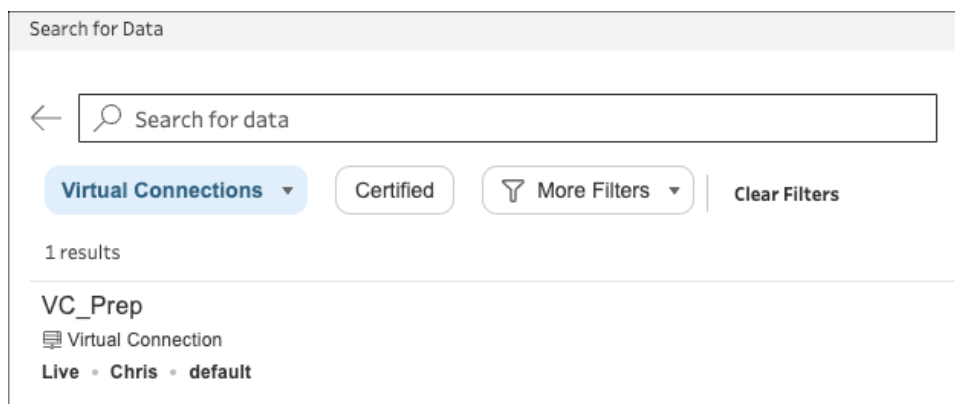 Search for Data
Search for data
Virtual Connections Certified More Filters Clear Filters
1 results
VC_Prep
Virtual Connection
Live • Chris • default